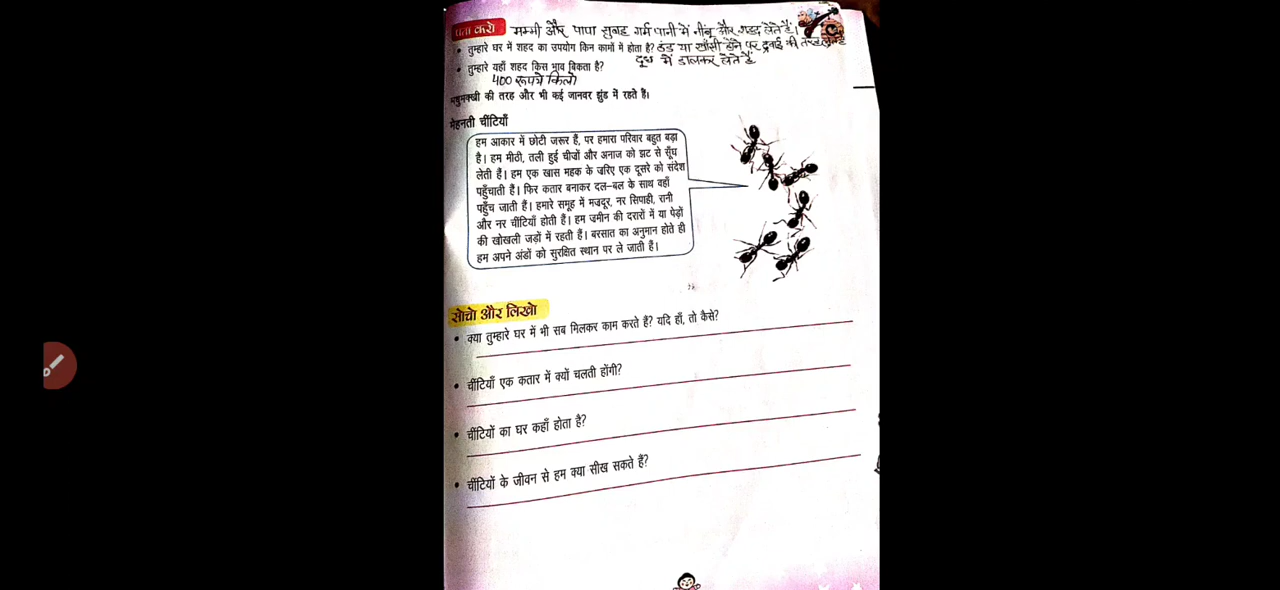 पता करो
मम्मी और पापा सुबह गर्म पानी में नींबू और शहद लेते हैं।
• तुम्हारे घर में शहद का उपयोग किन कामों में होता है? ठंड या खाँसी होने पर दवाई की तरह
दूध में डालकर लेते हैं
• तुम्हारे यहाँ शहद किस भाव बिकता है?
400 रूपये किलो
मधुमक्खी की तरह और भी कई जानवर झुंड में रहते हैं।
मेहनती चींटियाँ
हम आकार में छोटी जरूर हैं, पर हमारा परिवार बहुत बड़ा
है। हम मीठी, तली हुई चीजों और अनाज को झट से सूँघ
लेती हैं। हम एक खास महक के जरिए एक दूसरे को संदेश
पहुँचाती हैं। फिर कतार बनाकर दल-बल के साथ वहाँ
पहुँच जाती हैं। हमारे समूह में मजदूर, नर सिपाही, रानी
और नर चींटियाँ होती हैं। हम जमीन की दरारों में या पेड़ों
की खोखली जड़ों में रहती हैं। बरसात का अनुमान होते ही
हम अपने अंडों को सुरक्षित स्थान पर ले जाती हैं।
सोचो और लिखो
• क्या तुम्हारे घर में भी सब मिलकर काम करते हैं? यदि हाँ, तो कैसे?
• चींटियाँ एक कतार में क्यों चलती होंगी?
• चींटियों का घर कहाँ होता है?
• चींटियों के जीवन से हम क्या सीख सकते हैं?